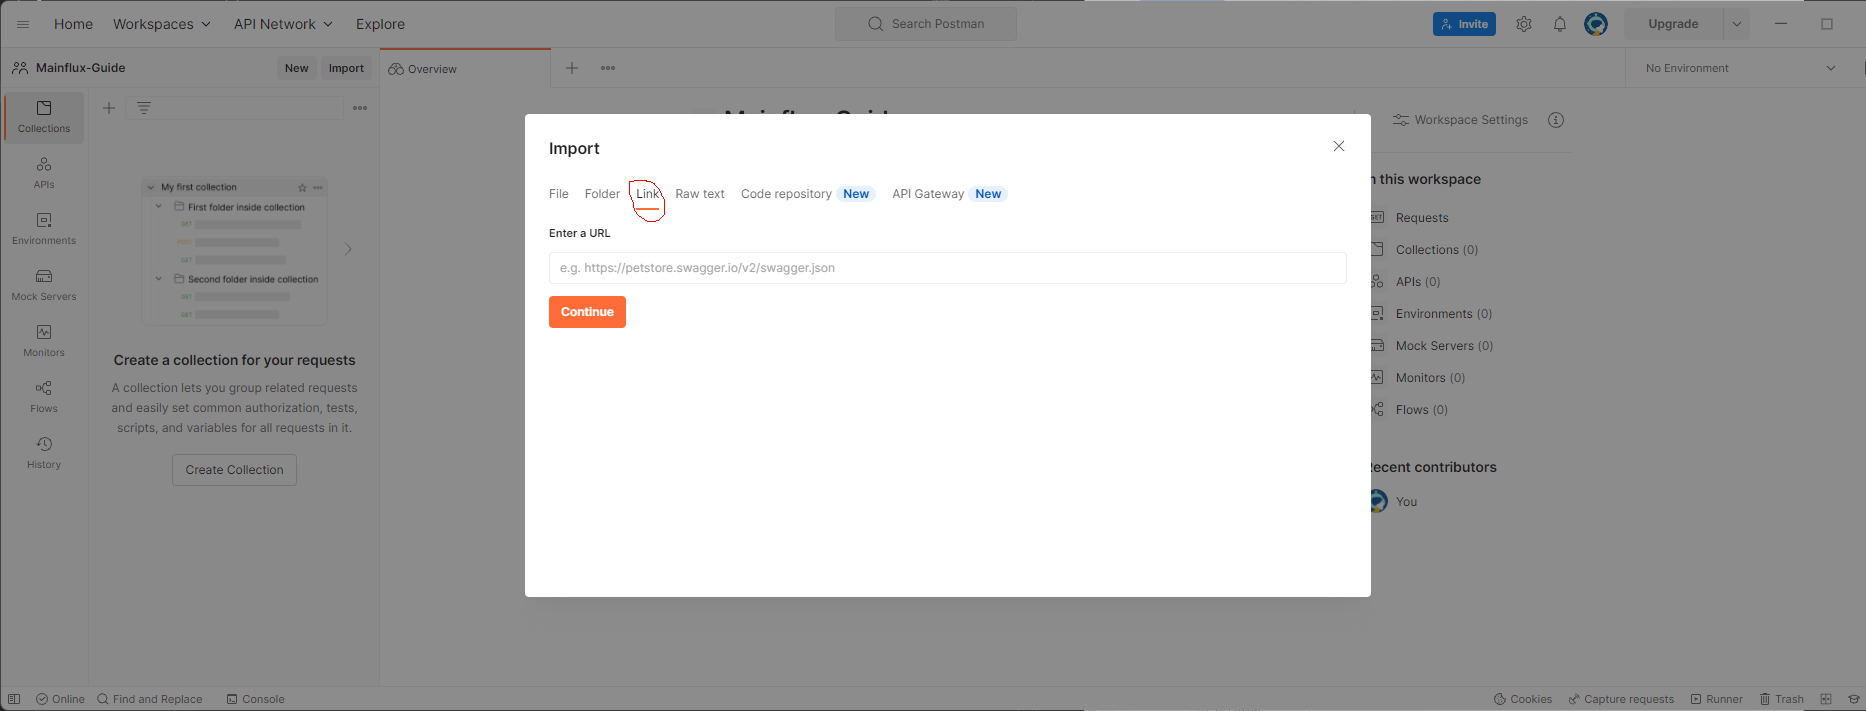 Home Workspaces API Network Explore Search Postman Invite Upgrade
Mainflux-Guide New Import Overview No Environment
Collections
APIs
Environments
Mock Servers
Monitors
Flows
History
My first collection
First folder inside collection
GET
POST
GET
Second folder inside collection
GET
GET
Create a collection for your requests
A collection lets you group related requests
and easily set common authorization, tests,
scripts, and variables for all requests in it.
Create Collection
Import
File Folder Link Raw text Code repository New API Gateway New
Enter a URL
e.g. https://petstore.swagger.io/v2/swagger.json
Continue
Workspace Settings
this workspace
Requests
Collections (0)
APIs (0)
Environments (0)
Mock Servers (0)
Monitors (0)
Flows (0)
ecent contributors
You
Online Find and Replace Console Cookies Capture requests Runner Trash